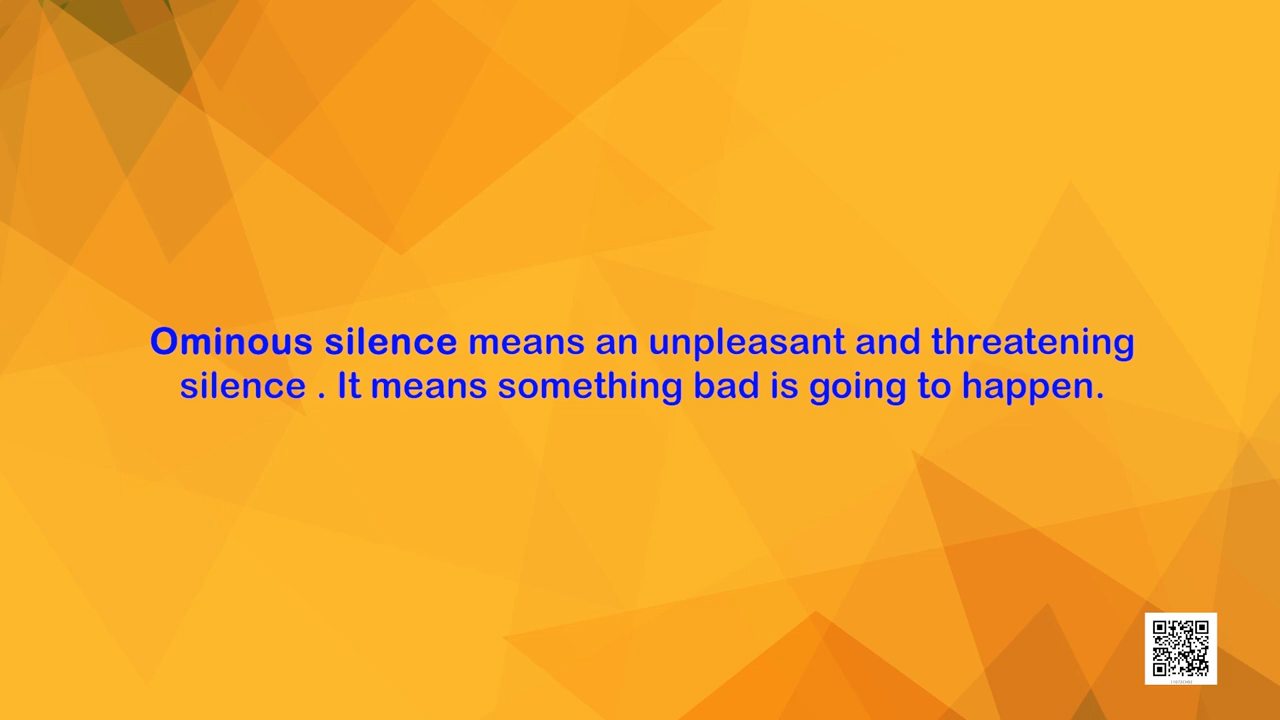 Ominous silence means an unpleasant and threatening
silence . It means something bad is going to happen.